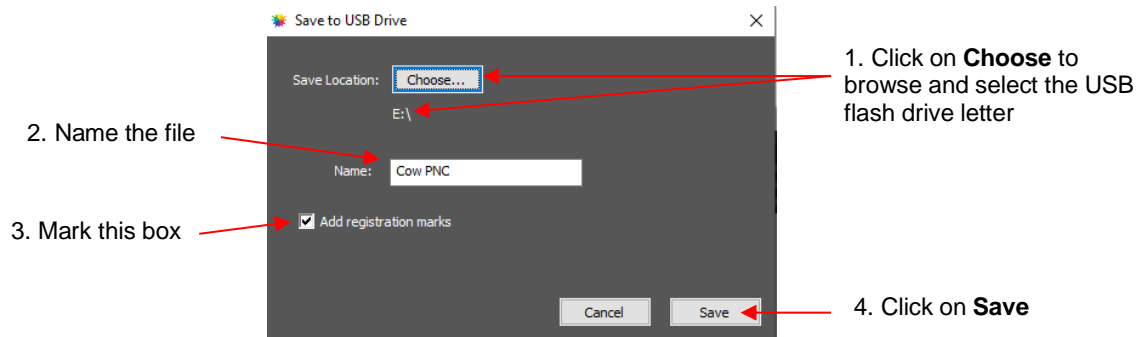 Save to USB Drive
Save Location:
Choose...
E:\
1. Click on Choose to
browse and select the USB
flash drive letter
2. Name the file
Name:
Cow PNC
3. Mark this box
Add registration marks
Cancel
Save
4. Click on Save